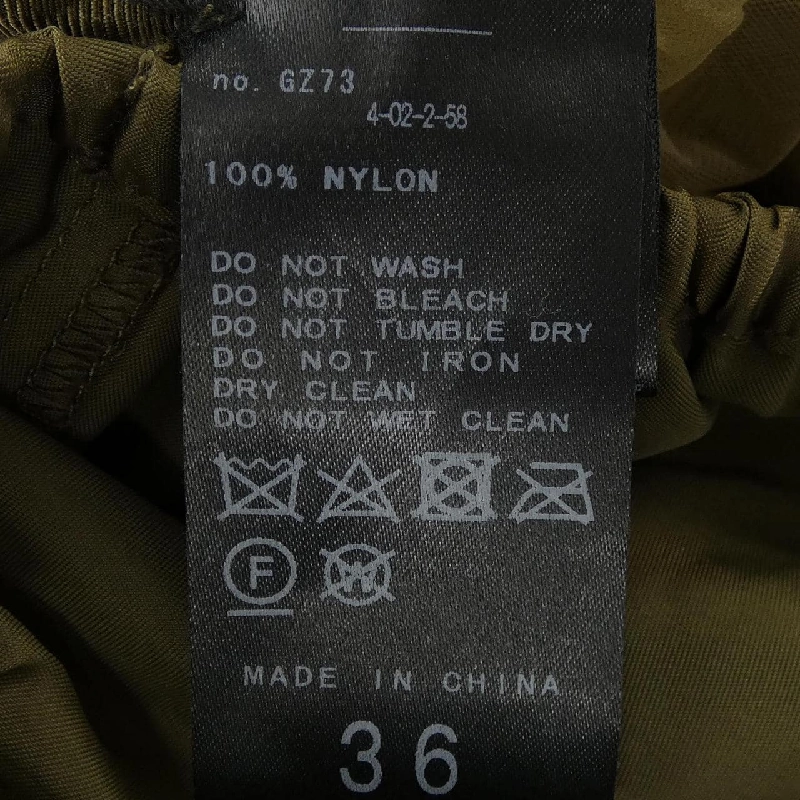 no. GZ73
4-02-2-58
100% NYLON
DO NOT WASH
DO NOT BLEACH
DO NOT TUMBLE DRY
DO NOT IRON
DRY CLEAN
DO NOT WET CLEAN
F W
MADE IN CHINA
36